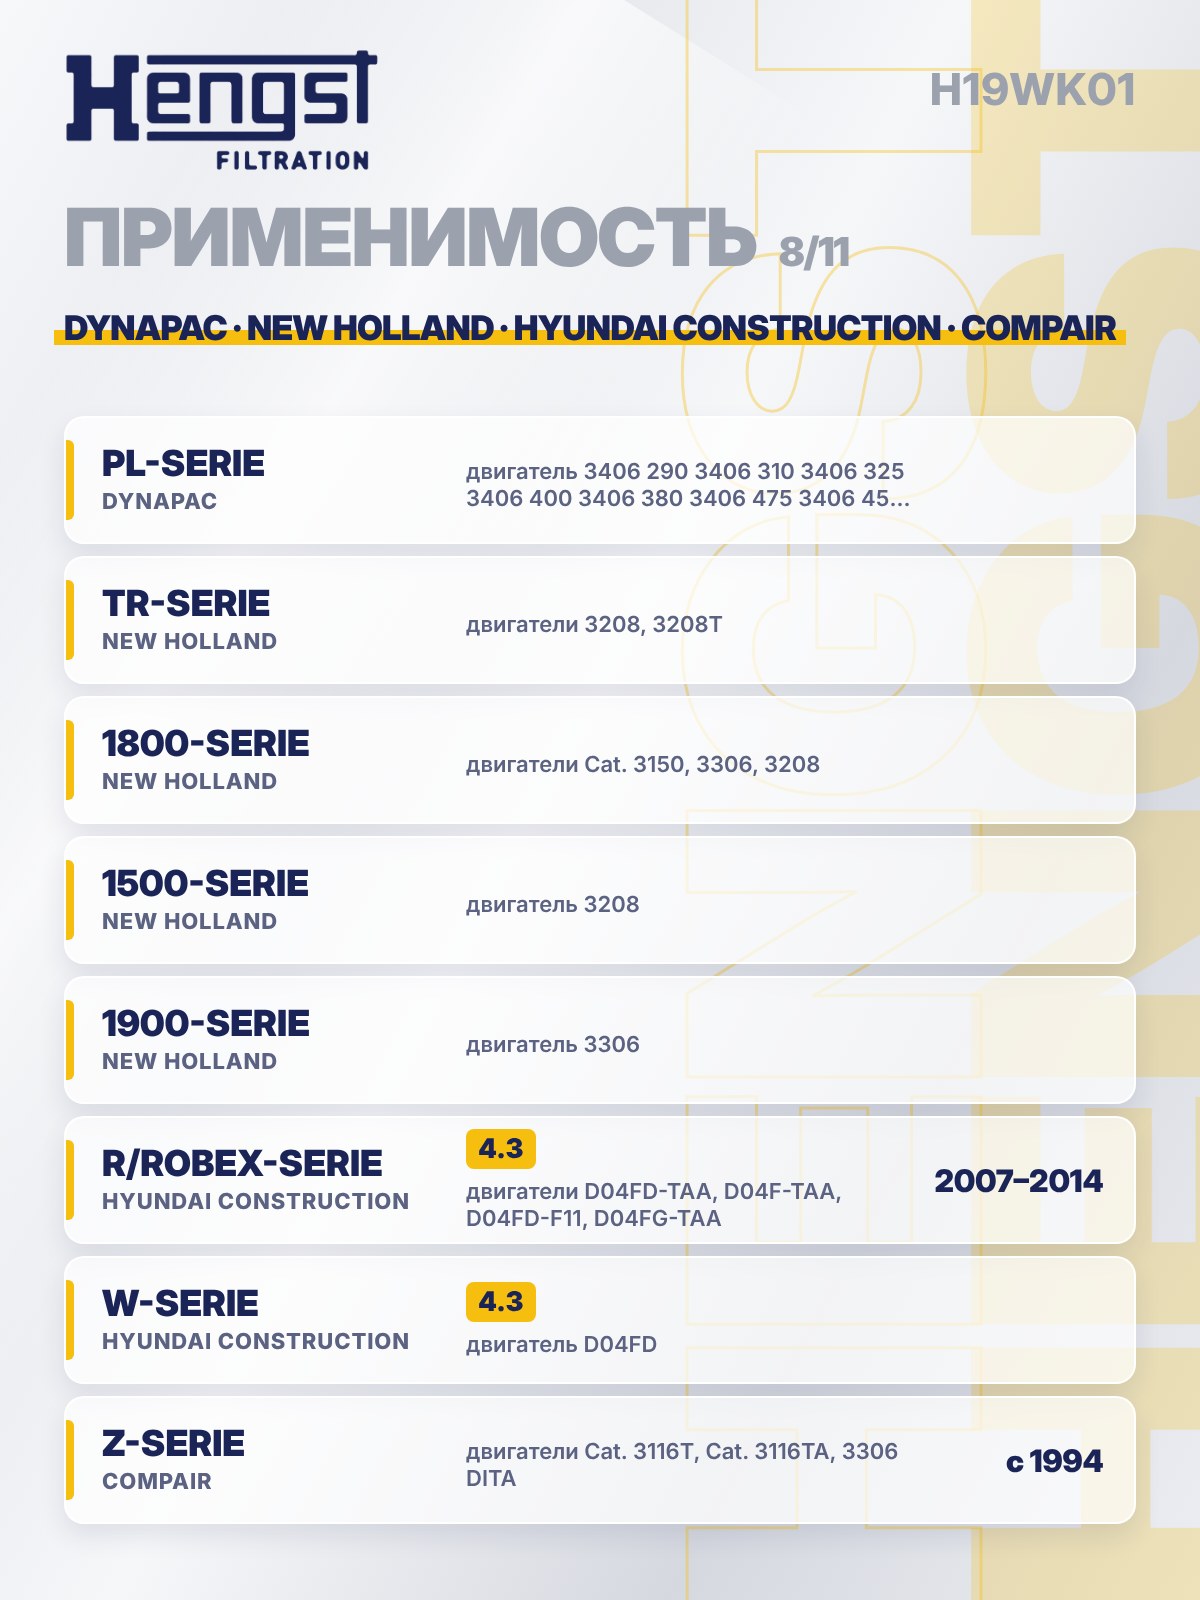 Hengst
FILTRATION
H19WK01
ПРИМЕНИМОСТЬ 8/11
DYNAPAC · NEW HOLLAND · HYUNDAI CONSTRUCTION · COMPAIR
PL-SERIE
DYNAPAC
двигатель 3406 290 3406 310 3406 325
3406 400 3406 380 3406 475 3406 45...
TR-SERIE
NEW HOLLAND
двигатели 3208, 3208T
1800-SERIE
NEW HOLLAND
двигатели Cat. 3150, 3306, 3208
1500-SERIE
NEW HOLLAND
двигатель 3208
1900-SERIE
NEW HOLLAND
двигатель 3306
R/ROBEX-SERIE
HYUNDAI CONSTRUCTION
4.3
двигатели D04FD-TAA, D04F-TAA,
D04FD-F11, D04FG-TAA
2007–2014
W-SERIE
HYUNDAI CONSTRUCTION
4.3
двигатель D04FD
Z-SERIE
COMPAIR
двигатели Cat. 3116T, Cat. 3116TA, 3306
DITA
с 1994
HENGST